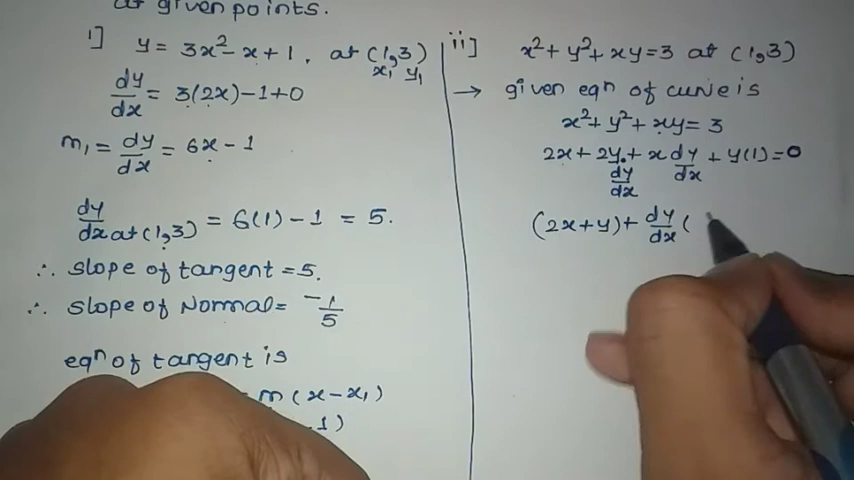 at given points.
i] y = 3x² - x + 1, at (1,3)
x₁ y₁
dy/dx = 3(2x) - 1 + 0
m₁ = dy/dx = 6x - 1
dy/dx at (1,3) = 6(1) - 1 = 5.
∴ slope of tangent = 5.
∴ slope of Normal = -1/5
eqⁿ of tangent is
= m(x - x₁)
1)
ii] x² + y² + xy = 3 at (1,3)
→ given eqn of curve is
x² + y² + xy = 3
2x + 2y. dy/dx + x dy/dx + y(1) = 0
(2x + y) + dy/dx (